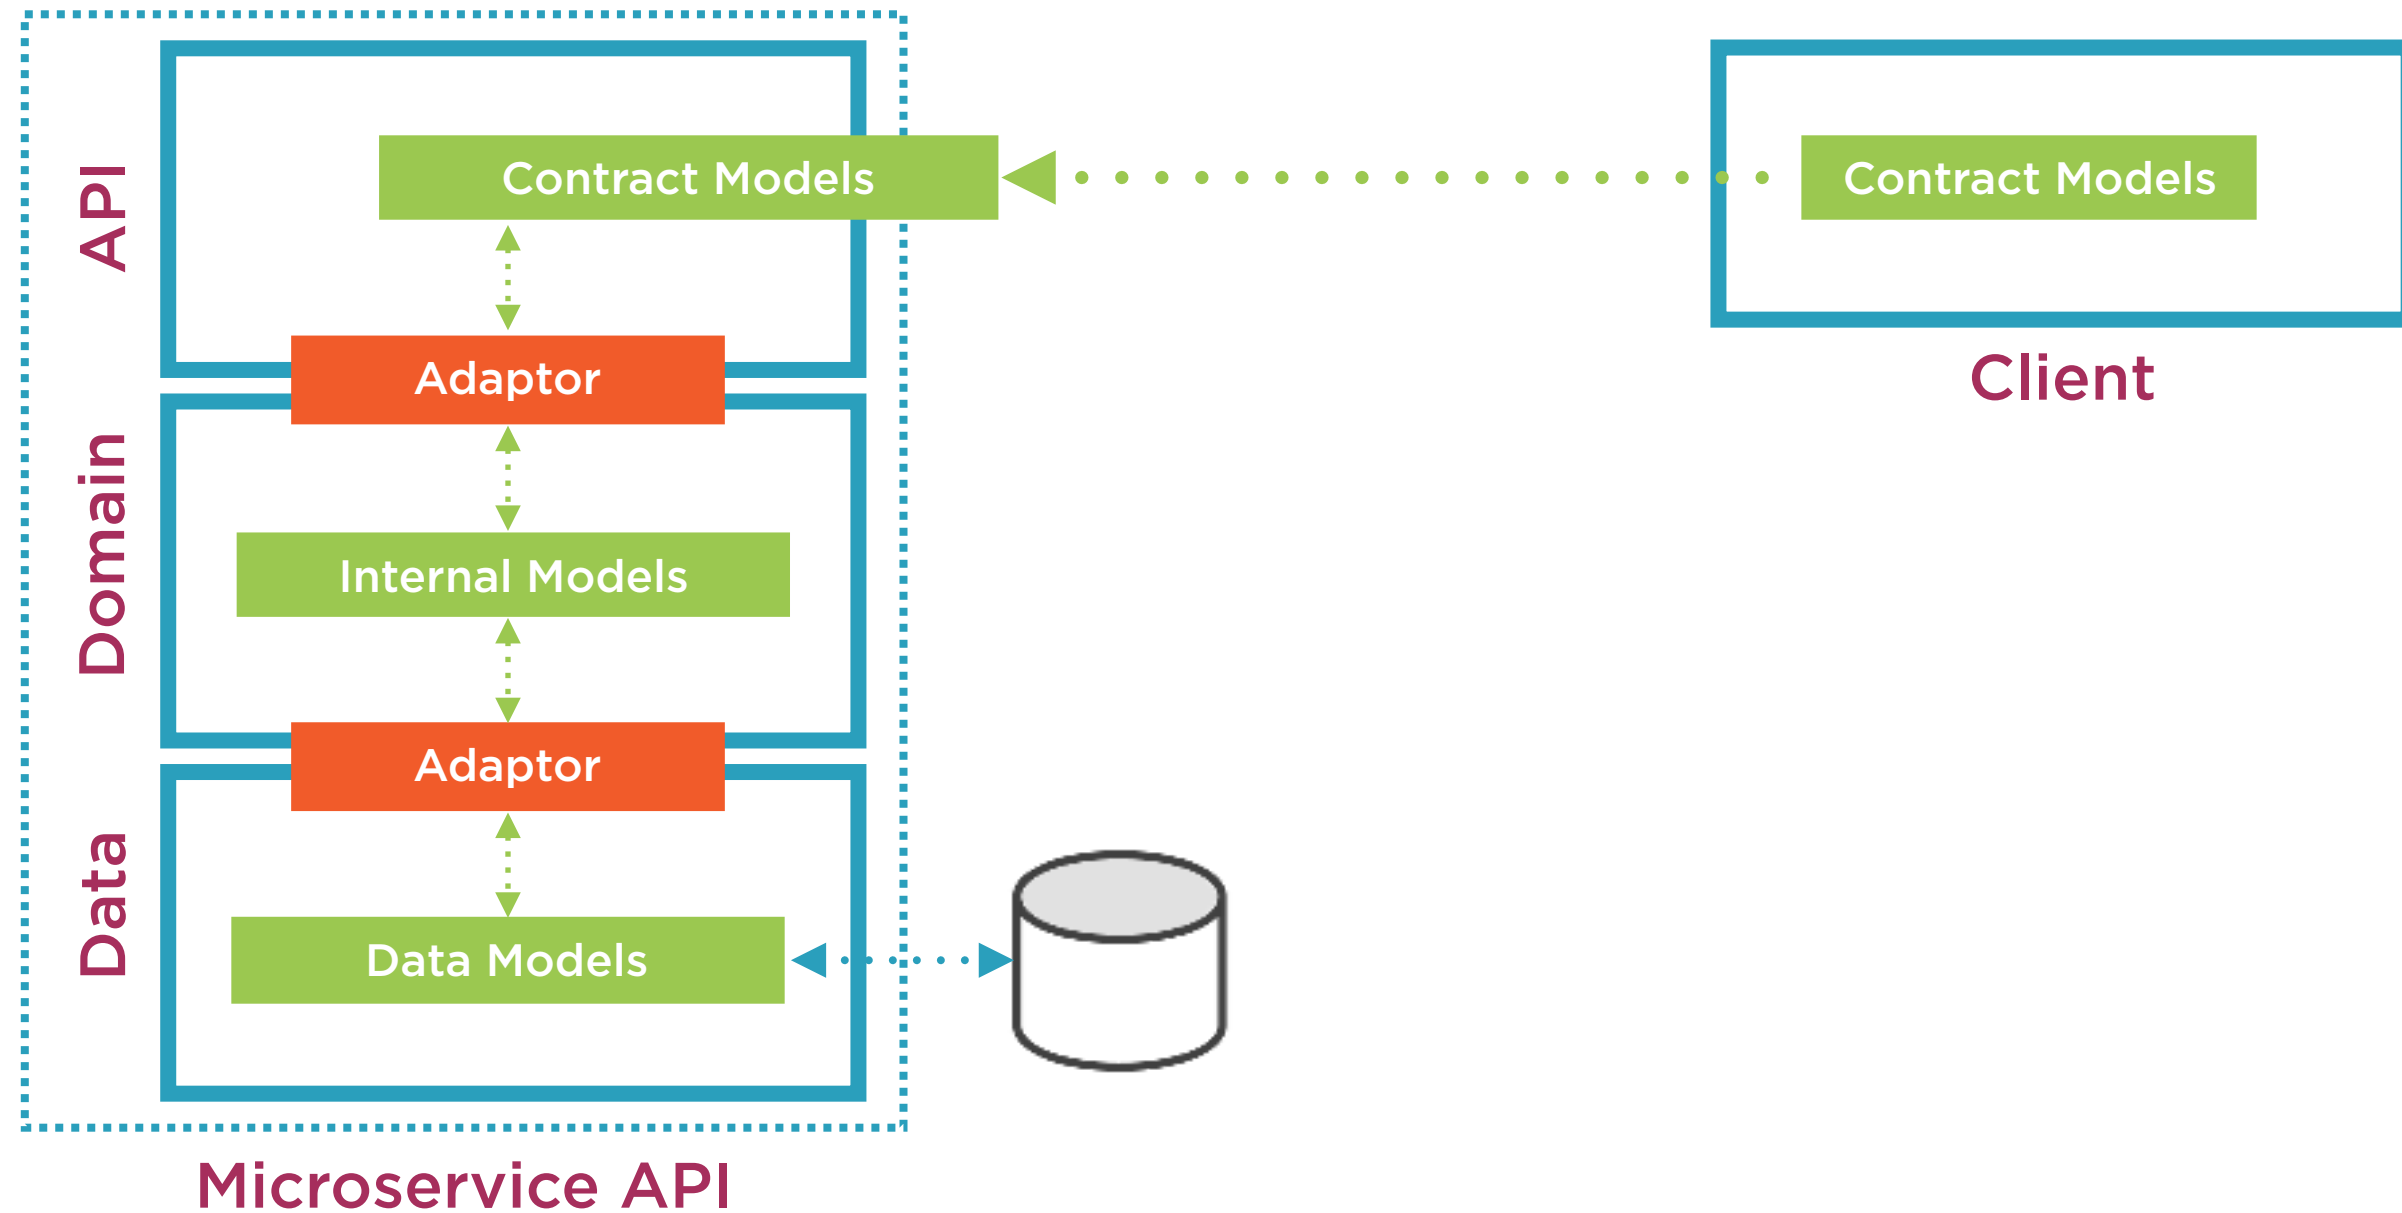 API
Contract Models
Contract Models
Adaptor
Client
Domain
Internal Models
Adaptor
Data
Data Models
Microservice API